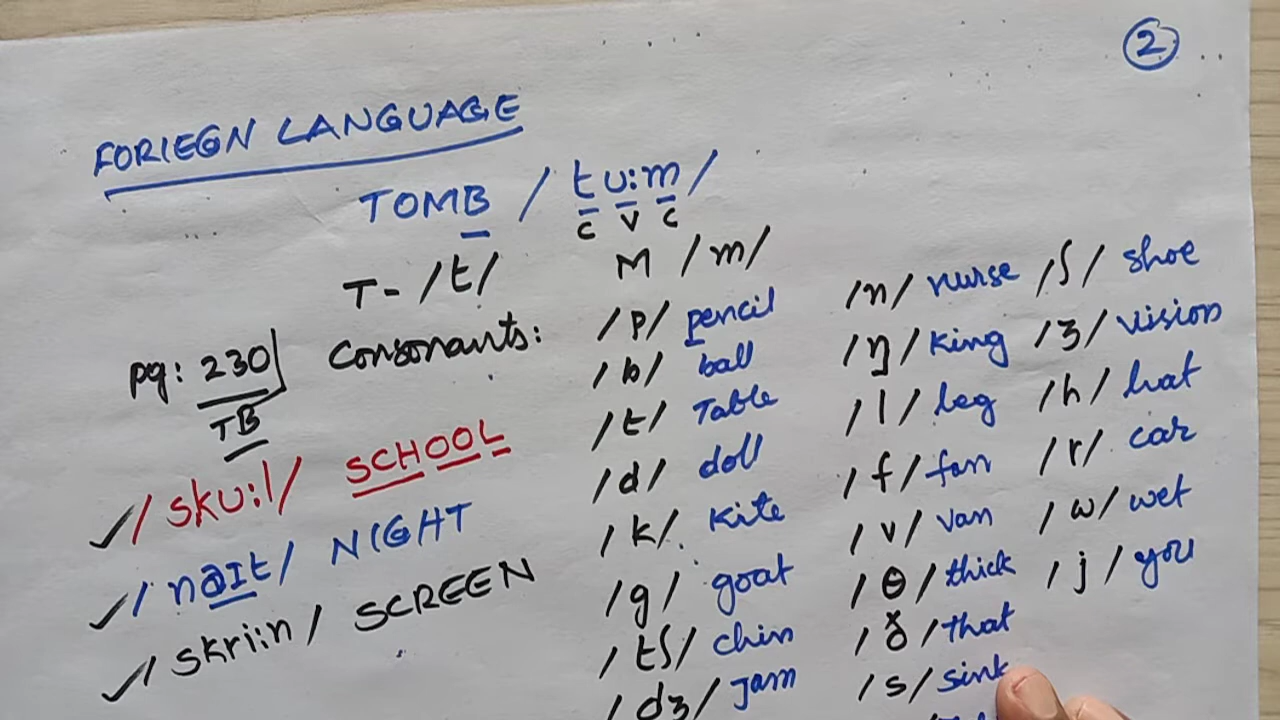 2
FORIEGN LANGUAGE
TOMB / tu:m/
C V C
T - /t/ M /m/
pg: 230
TB
Consonants:
/p/ pencil
/b/ ball
/t/ Table
/d/ doll
/k/ Kite
/g/ goat
/tʃ/ chin
/dʒ/ Jam
/n/ nurse
/ŋ/ King
/l/ leg
/f/ fan
/v/ van
/θ/ thick
/ð/ that
/s/ sink
/ʃ/ shoe
/ʒ/ vision
/h/ hat
/r/ car
/w/ wet
/j/ you
/sku:l/ SCHOOL
/naIt/ NIGHT
/skri:n/ SCREEN